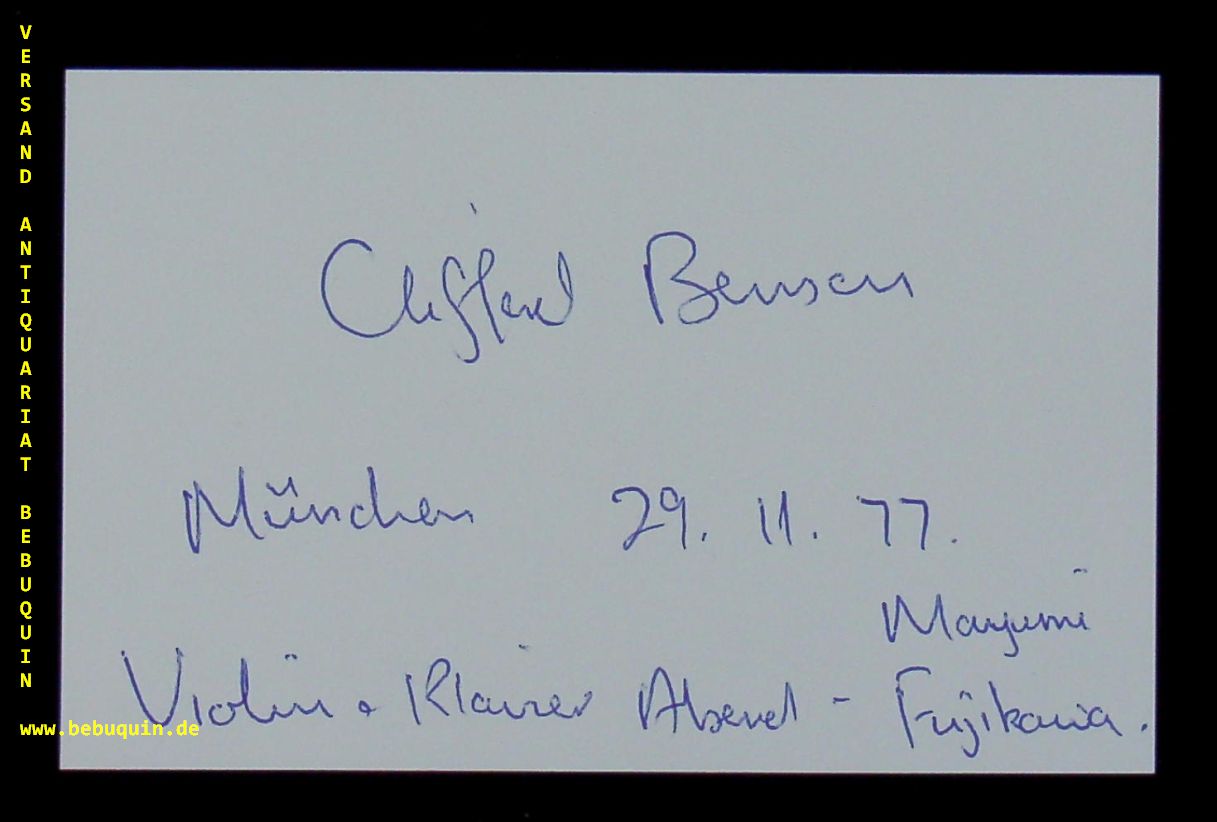 VERSAND ANTIQUARIAT BEBUQUIN
Clifford Benson
München 29. 11. 77.
Mayumi
Violin + Klavier Abend - Fujikawa.
www.bebuquin.de